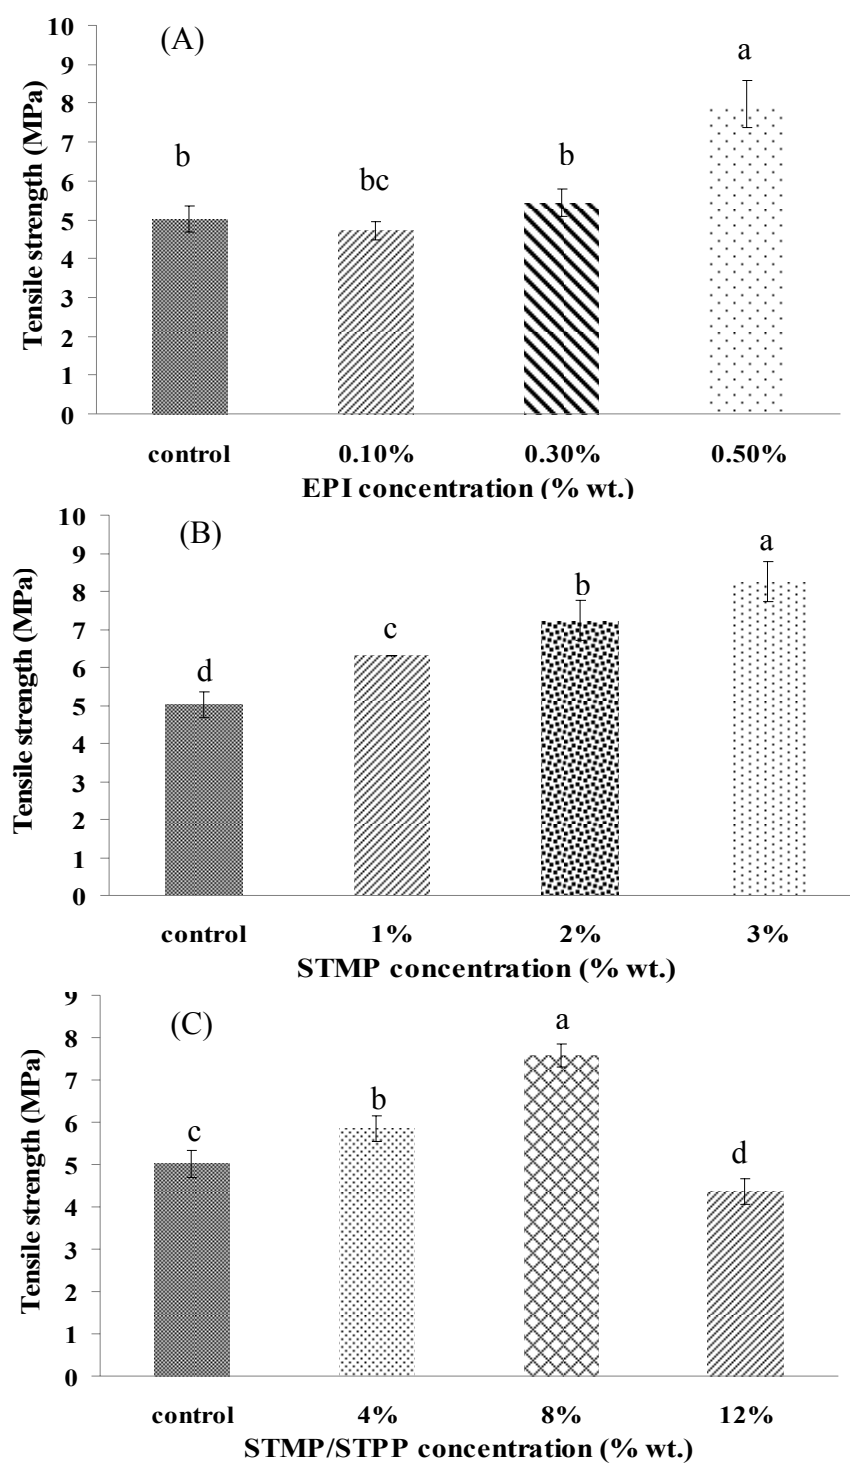 (A)
Tensile strength (MPa)
10
9
8
7
6
5
4
3
2
1
0
b
bc
b
a
control 0.10% 0.30% 0.50%
EPI concentration (% wt.)
(B)
Tensile strength (MPa)
10
9
8
7
6
5
4
3
2
1
0
d
c
b
a
control 1% 2% 3%
STMP concentration (% wt.)
(C)
Tensile strength (MPa)
9
8
7
6
5
4
3
2
1
0
c
b
a
d
control 4% 8% 12%
STMP/STPP concentration (% wt.)